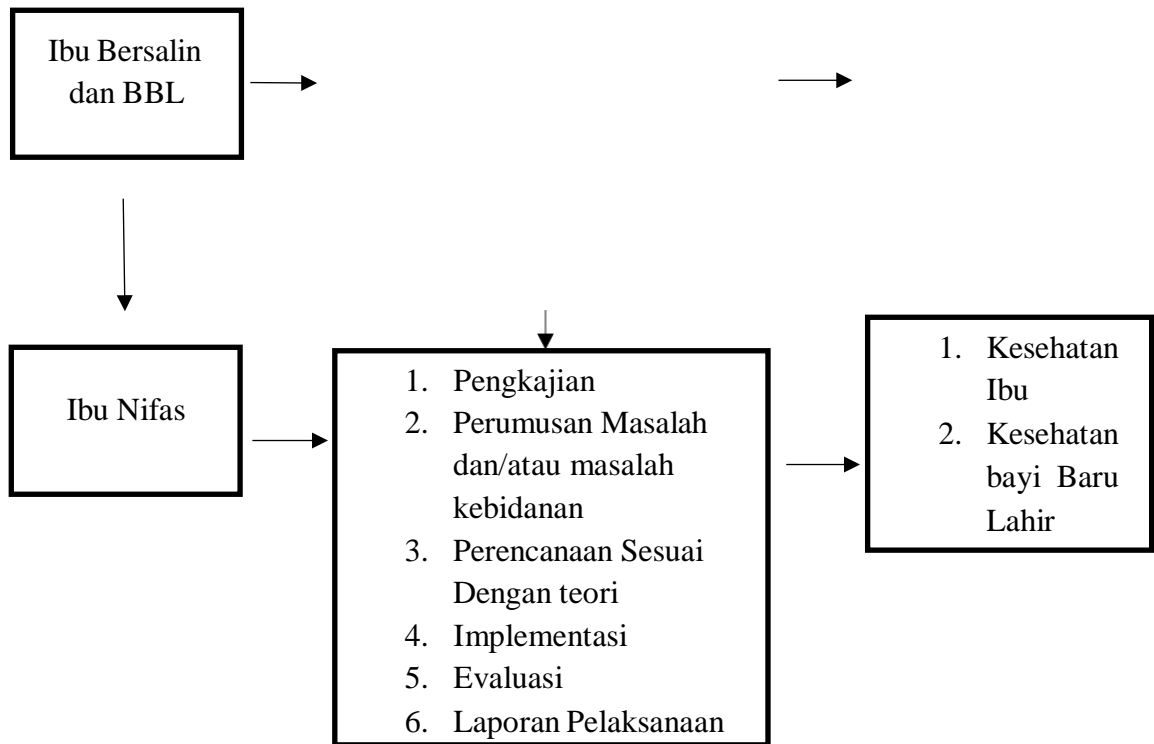 Ibu Bersalin
dan BBL
Ibu Nifas
1. Pengkajian
2. Perumusan Masalah
dan/atau masalah
kebidanan
3. Perencanaan Sesuai
Dengan teori
4. Implementasi
5. Evaluasi
6. Laporan Pelaksanaan
1. Kesehatan
Ibu
2. Kesehatan
bayi Baru
Lahir